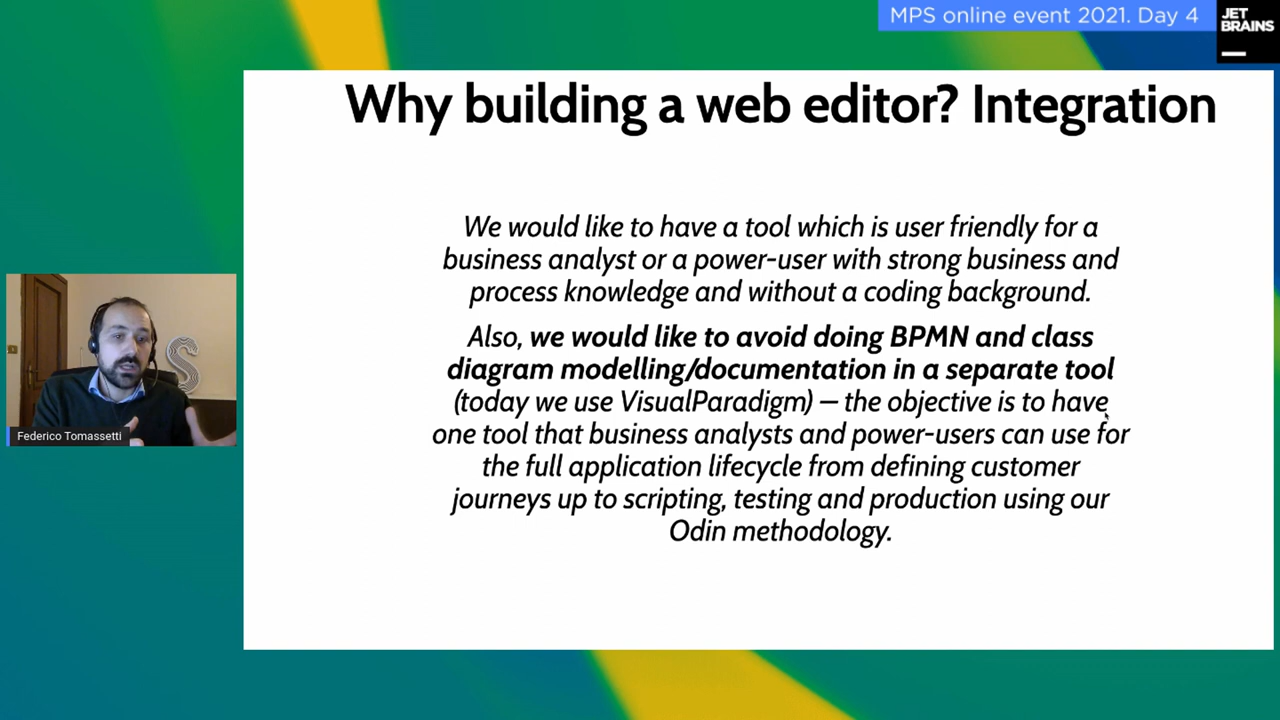 MPS online event 2021. Day 4
JET
BRAINS
Why building a web editor? Integration
We would like to have a tool which is user friendly for a
business analyst or a power-user with strong business and
process knowledge and without a coding background.
Also, we would like to avoid doing BPMN and class
diagram modelling/documentation in a separate tool
(today we use VisualParadigm) – the objective is to have
one tool that business analysts and power-users can use for
the full application lifecycle from defining customer
journeys up to scripting, testing and production using our
Odin methodology.
S
Federico Tomassetti